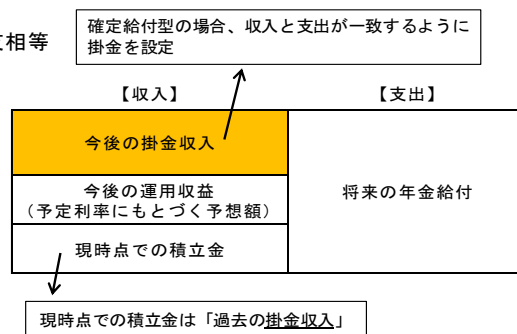 相等
確定給付型の場合、収入と支出が一致するように
掛金を設定
【収入】
【支出】
今後の掛金収入
今後の運用収益
（予定利率にもとづく予想額）
将来の年金給付
現時点での積立金
現時点での積立金は「過去の掛金収入」